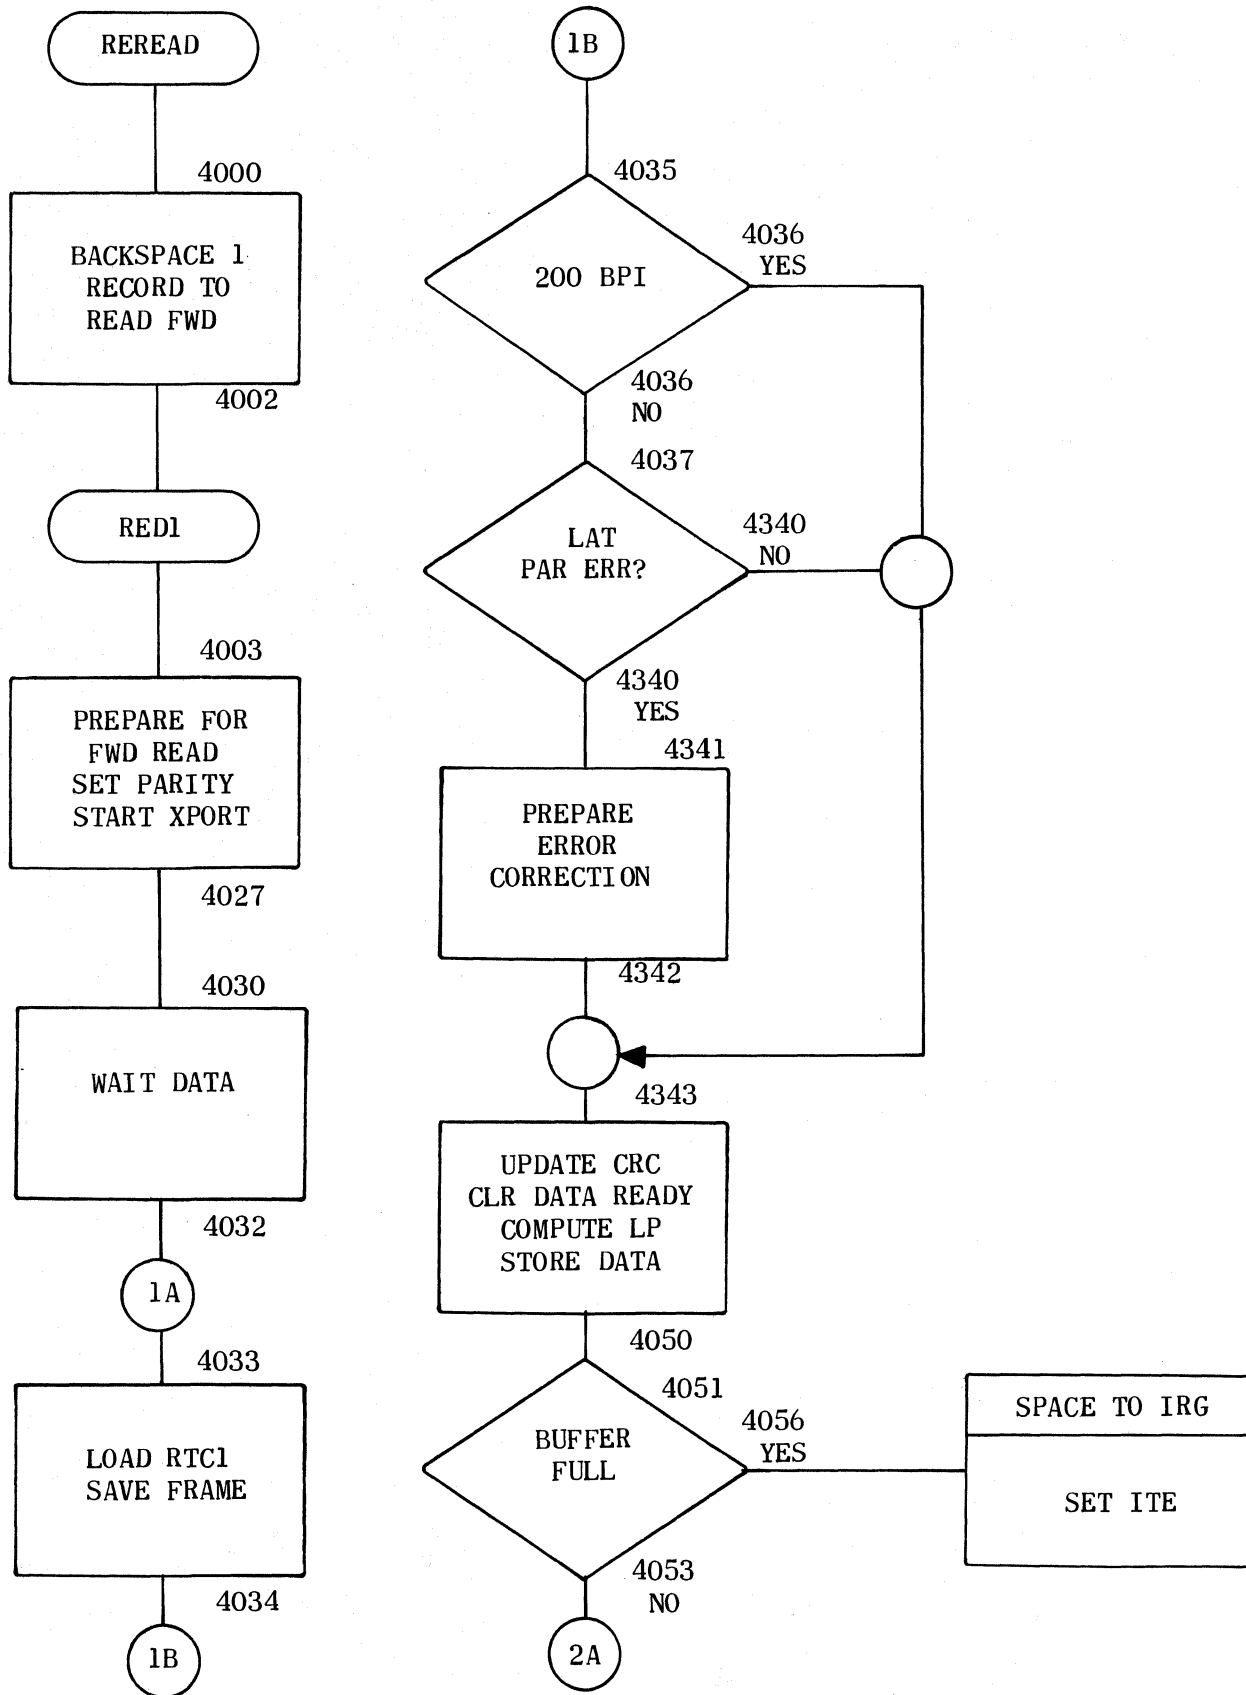 REREAD
4000
BACKSPACE 1
RECORD TO
READ FWD
4002
RED1
4003
PREPARE FOR
FWD READ
SET PARITY
START XPORT
4027
4030
WAIT DATA
4032
1A
4033
LOAD RTC1
SAVE FRAME
4034
1B
1B
4035
200 BPI
4036
YES
4036
NO
4037
LAT
PAR ERR?
4340
NO
4340
YES
4341
PREPARE
ERROR
CORRECTION
4342
4343
UPDATE CRC
CLR DATA READY
COMPUTE LP
STORE DATA
4050
4051
BUFFER
FULL
4056
YES
SPACE TO IRG
SET ITE
4053
NO
2A